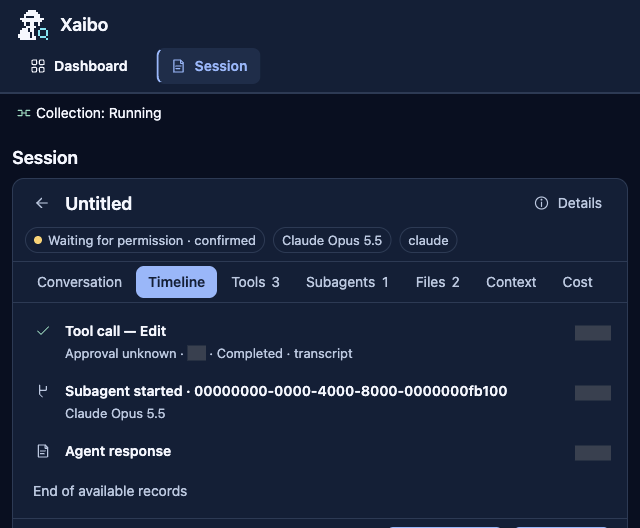 Xaibo
Dashboard Session
Collection: Running
Session
Untitled Details
Waiting for permission · confirmed Claude Opus 5.5 claude
Conversation Timeline Tools 3 Subagents 1 Files 2 Context Cost
Tool call — Edit
Approval unknown · · Completed · transcript
Subagent started · 00000000-0000-4000-8000-0000000fb100
Claude Opus 5.5
Agent response
End of available records